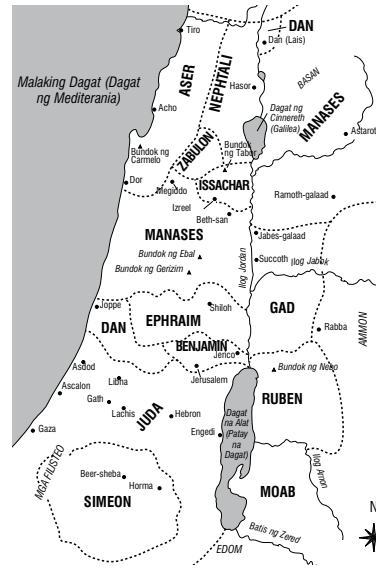 Tiro
DAN
Dan (Lais)
Malaking Dagat (Dagat
ng Mediterania)
ASER
NEPHTALI
Hasor
BASAN
MANASES
Dagat ng
Cinnereth
(Galilea)
Astarot
Acho
ZABULON
Bundok ng
Carmelo
Bundok
ng Tabor
Dor
Megiddo
ISSACHAR
Izreel
Ramoth-galaad
Beth-san
MANASES
Jabes-galaad
Bundok ng Ebal
Succoth
Ilog Jabok
Bundok ng Gerizim
Ilog Jordan
GAD
Joppe
Shiloh
EPHRAIM
DAN
AMMON
Rabba
BENJAMIN
Jerico
Asdod
Jerusalem
Bundok ng Nebo
Libna
Ascalon
Gath
Lachis
JUDA
Hebron
Dagat
na Alat
(Patay
na
Dagat)
RUBEN
Gaza
Engedi
MGA FILISTEO
Ilog Arnon
Beer-sheba
Horma
SIMEON
MOAB
N
Batis ng Zered
EDOM